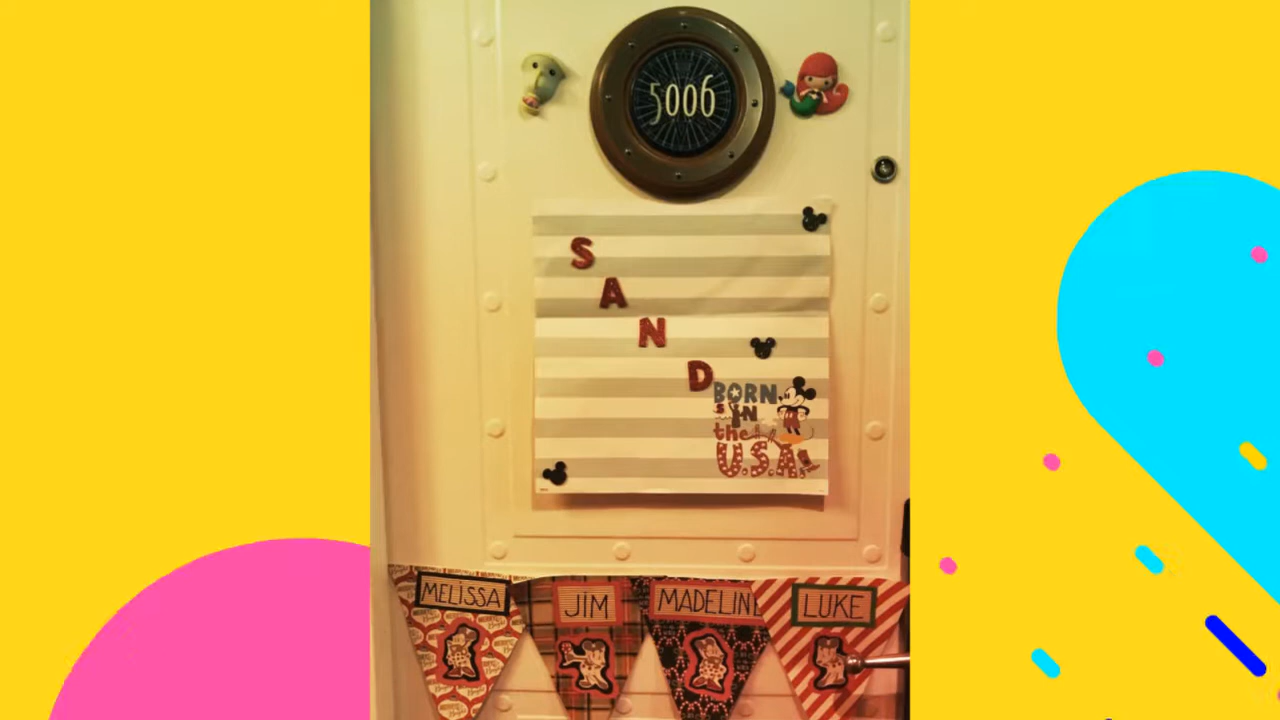 5006
S
A
N
D
BORN
IN
the
U.S.A.
MELISSA
JIM
MADELINE
LUKE